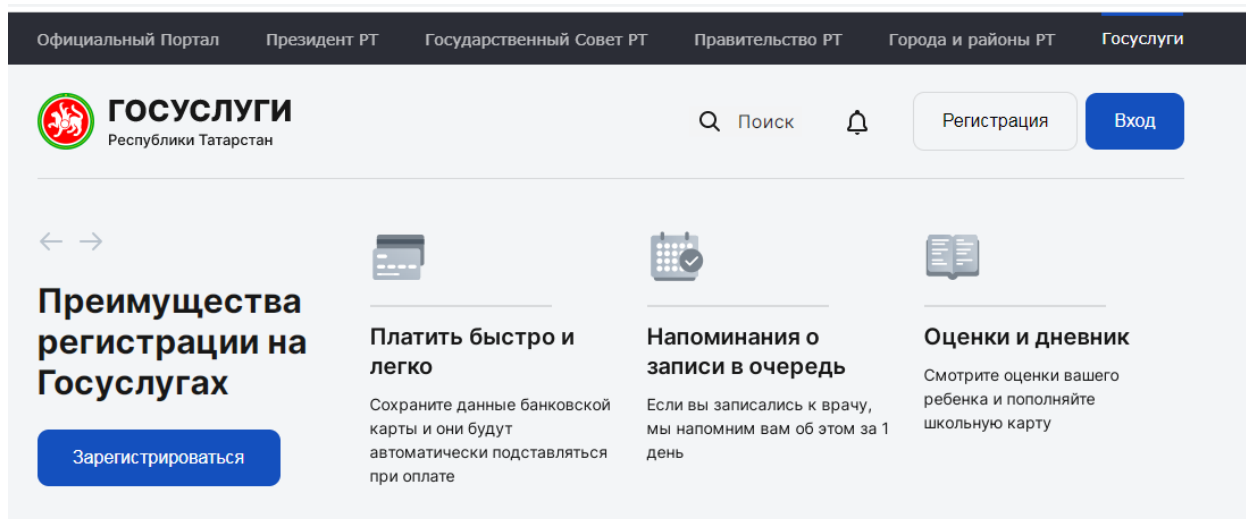 Официальный Портал Президент РТ Государственный Совет РТ Правительство РТ Города и районы РТ Госуслуги
ГОСУСЛУГИ
Республики Татарстан
Поиск
Регистрация
Вход
Преимущества
регистрации на
Госуслугах
Зарегистрироваться
Платить быстро и
легко
Сохраните данные банковской
карты и они будут
автоматически подставляться
при оплате
Напоминания о
записи в очередь
Если вы записались к врачу,
мы напомним вам об этом за 1
день
Оценки и дневник
Смотрите оценки вашего
ребенка и пополняйте
школьную карту